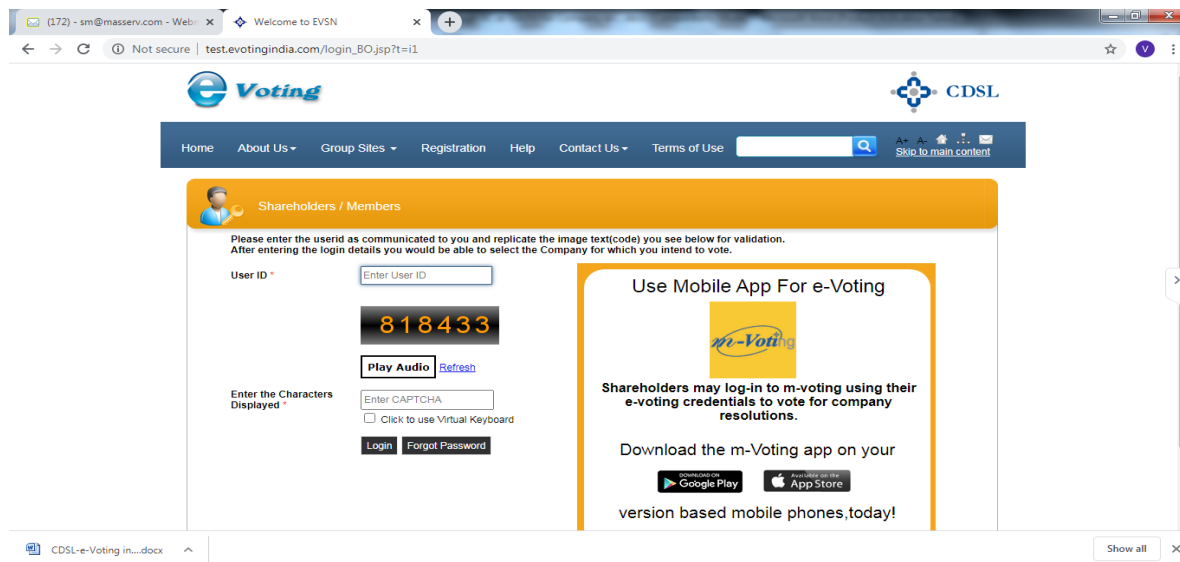 (172) - sm@masserv.com - Webm
Welcome to EVSN
Not secure | test.evotingindia.com/login_BO.jsp?t=i1
V
e Voting
CDSL
Home About Us Group Sites Registration Help Contact Us Terms of Use
A+ A-
Skip to main content
Shareholders / Members
Please enter the userid as communicated to you and replicate the image text(code) you see below for validation.
After entering the login details you would be able to select the Company for which you intend to vote.
User ID *
Enter User ID
818433
Play Audio Refresh
Enter the Characters
Displayed *
Enter CAPTCHA
Click to use Virtual Keyboard
Login Forgot Password
Use Mobile App For e-Voting
m-Voting
Shareholders may log-in to m-voting using their
e-voting credentials to vote for company
resolutions.
Download the m-Voting app on your
DOWNLOAD ON
Google Play
Available on the
App Store
version based mobile phones,today!
CDSL-e-Voting in....docx
Show all